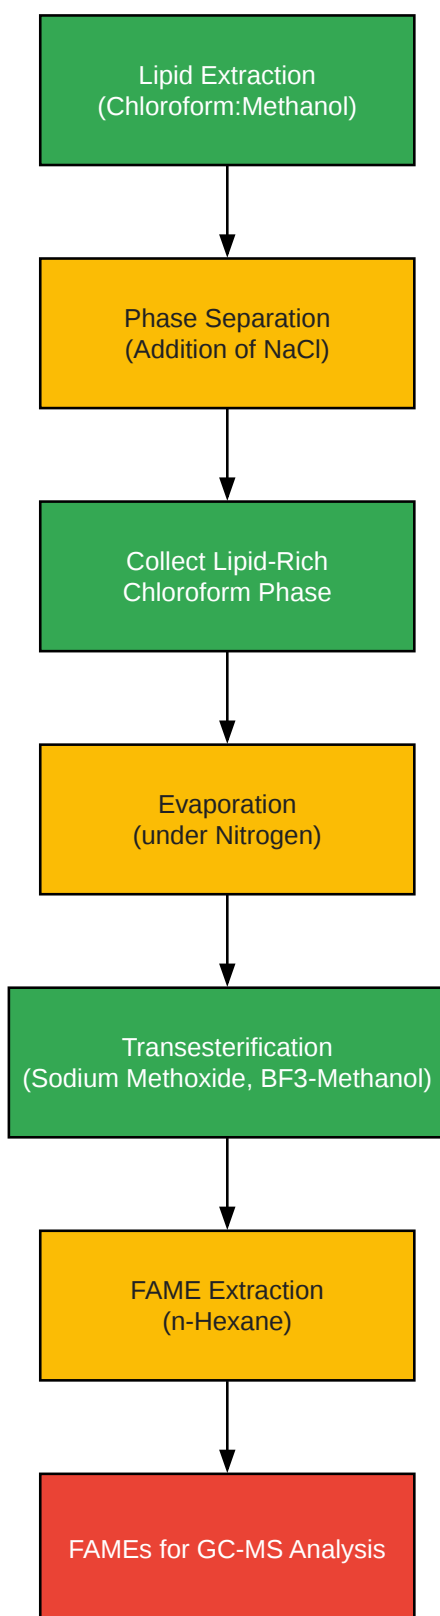 Lipid Extraction
(Chloroform:Methanol)
Phase Separation
(Addition of NaCl)
Collect Lipid-Rich
Chloroform Phase
Evaporation
(under Nitrogen)
Transesterification
(Sodium Methoxide, BF3-Methanol)
FAME Extraction
(n-Hexane)
FAMEs for GC-MS Analysis